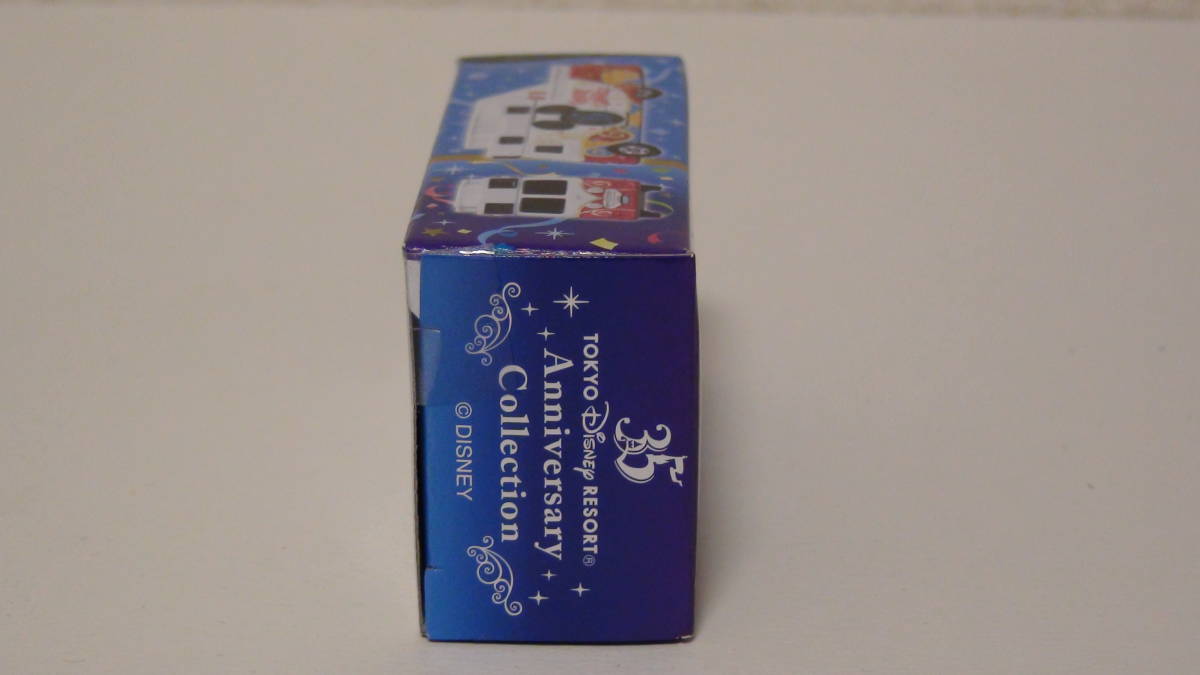 35
TOKYO DISNEY RESORT®
Anniversary
Collection
© DISNEY